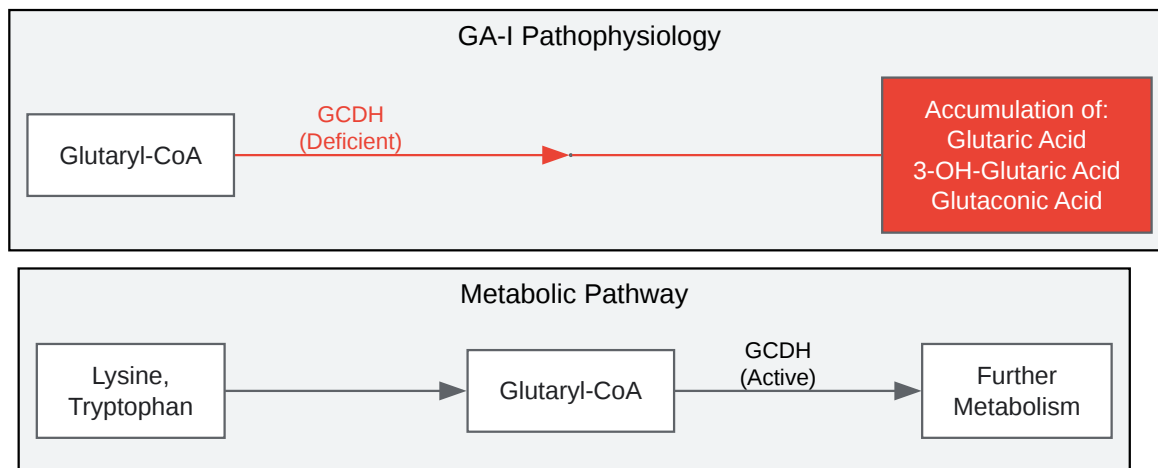 GA-I Pathophysiology
Glutaryl-CoA
GCDH
(Deficient)
Accumulation of:
Glutaric Acid
3-OH-Glutaric Acid
Glutaconic Acid
Metabolic Pathway
Lysine,
Tryptophan
Glutaryl-CoA
GCDH
(Active)
Further
Metabolism